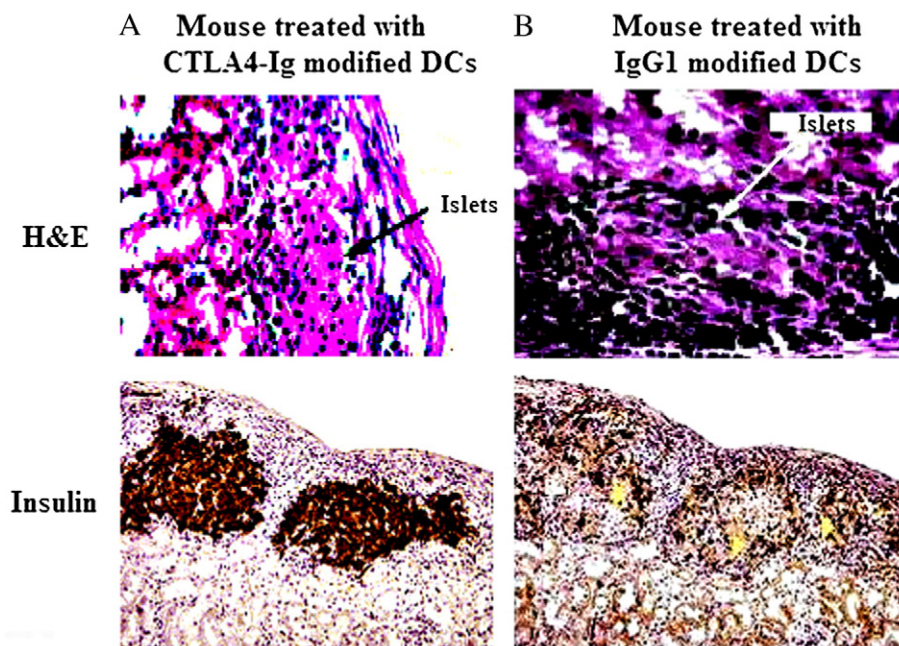 A
Mouse treated with
CTLA4-Ig modified DCs
B
Mouse treated with
IgG1 modified DCs
H&E
Islets
Islets
Insulin